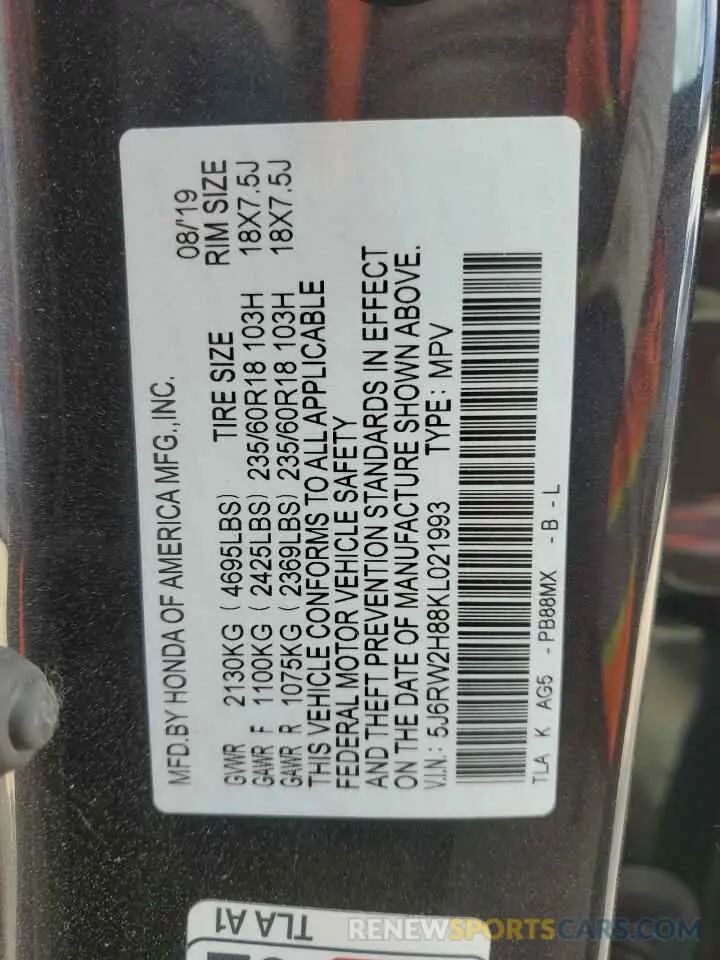 MFD.BY HONDA OF AMERICA MFG.,INC. 08/'19
GVWR 2130KG ( 4695LBS) TIRE SIZE RIM SIZE
GAWR F 1100KG ( 2425LBS) 235/60R18 103H 18X7.5J
GAWR R 1075KG ( 2369LBS) 235/60R18 103H 18X7.5J
THIS VEHICLE CONFORMS TO ALL APPLICABLE
FEDERAL MOTOR VEHICLE SAFETY
AND THEFT PREVENTION STANDARDS IN EFFECT
ON THE DATE OF MANUFACTURE SHOWN ABOVE.
V.I.N.: 5J6RW2H88KL021993 TYPE: MPV
TLA K AG5 -PB88MX -B-L
TLA A1
RENEWSPORTSCARS.COM